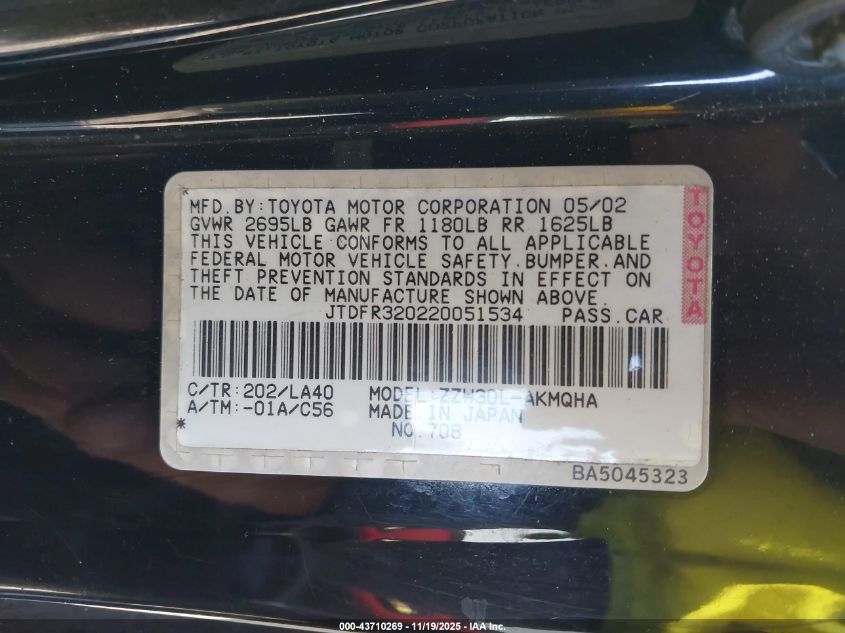 MFD.BY:TOYOTA MOTOR CORPORATION 05/02
GVWR 2695LB GAWR FR 1180LB RR 1625LB
THIS VEHICLE CONFORMS TO ALL APPLICABLE
FEDERAL MOTOR VEHICLE SAFETY.BUMPER.AND
THEFT PREVENTION STANDARDS IN EFFECT ON
THE DATE OF MANUFACTURE SHOWN ABOVE.
JTDFR320220051534 PASS.CAR
TOYOTA
C/TR:202/LA40 MODEL:ZZW30L-AKMQHA
A/TM:-01A/C56 MADE IN JAPAN
NO.708
BA5045323
000-43710269 - 11/19/2025 - IAA Inc.